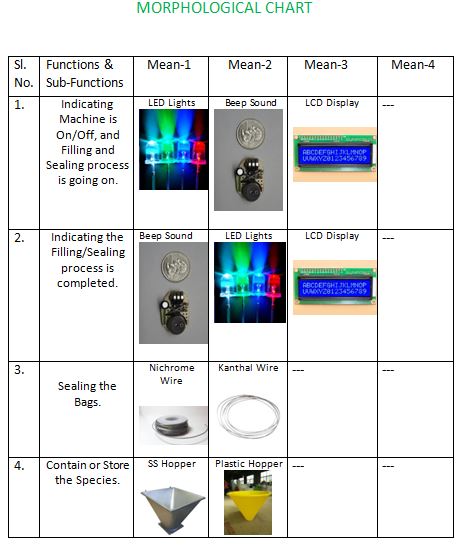 MORPHOLOGICAL CHART
Sl. No.
Functions & Sub-Functions
Mean-1
Mean-2
Mean-3
Mean-4
1.
Indicating
Machine is
On/Off, and
Filling and
Sealing process
is going on.
LED Lights
Beep Sound
LCD Display
ABCDEFGHIJKLMNOP
UVWXYZ0123456789
---
2.
Indicating the
Filling/Sealing
process is
completed.
Beep Sound
LED Lights
LCD Display
ABCDEFGHIJKLMNOP
UVWXYZ0123456789
---
3.
Sealing the
Bags.
Nichrome
Wire
Kanthal Wire
---
---
4.
Contain or Store
the Species.
SS Hopper
Plastic Hopper
---
---